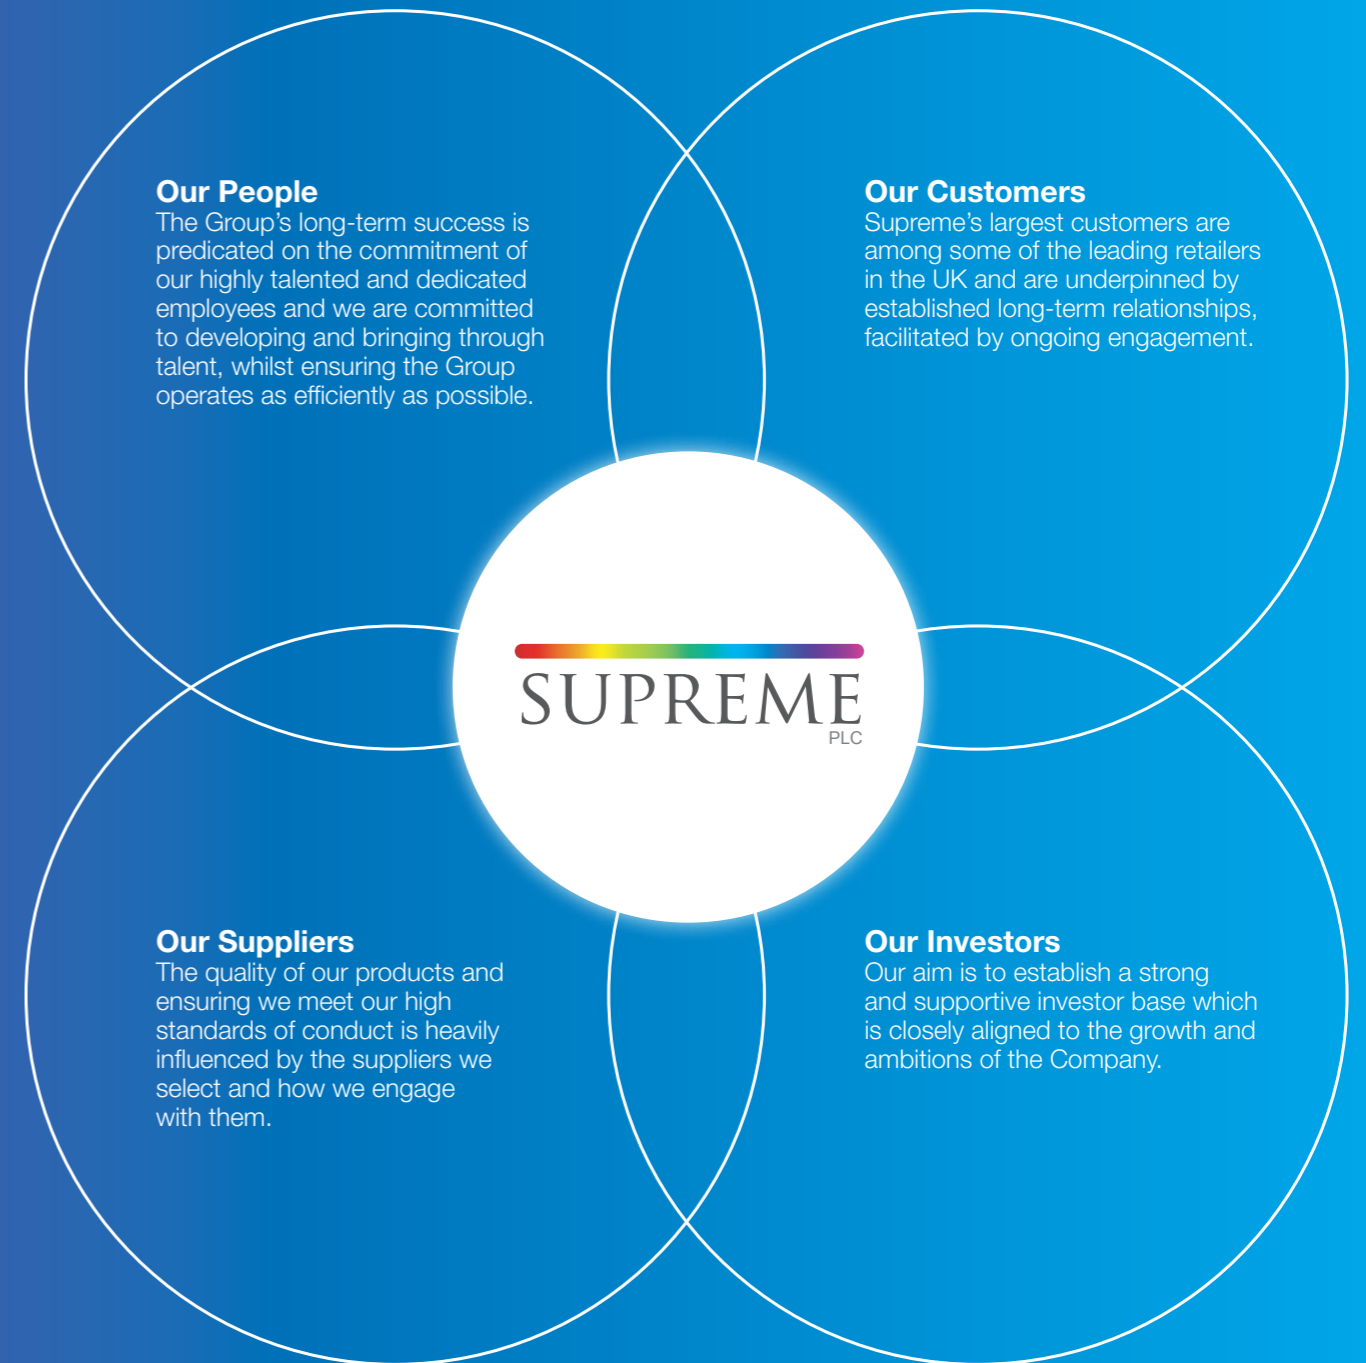 Our People
The Group’s long-term success is
predicated on the commitment of
our highly talented and dedicated
employees and we are committed
to developing and bringing through
talent, whilst ensuring the Group
operates as efficiently as possible.
Our Customers
Supreme’s largest customers are
among some of the leading retailers
in the UK and are underpinned by
established long-term relationships,
facilitated by ongoing engagement.
SUPREME
PLC
Our Suppliers
The quality of our products and
ensuring we meet our high
standards of conduct is heavily
influenced by the suppliers we
select and how we engage
with them.
Our Investors
Our aim is to establish a strong
and supportive investor base which
is closely aligned to the growth and
ambitions of the Company.